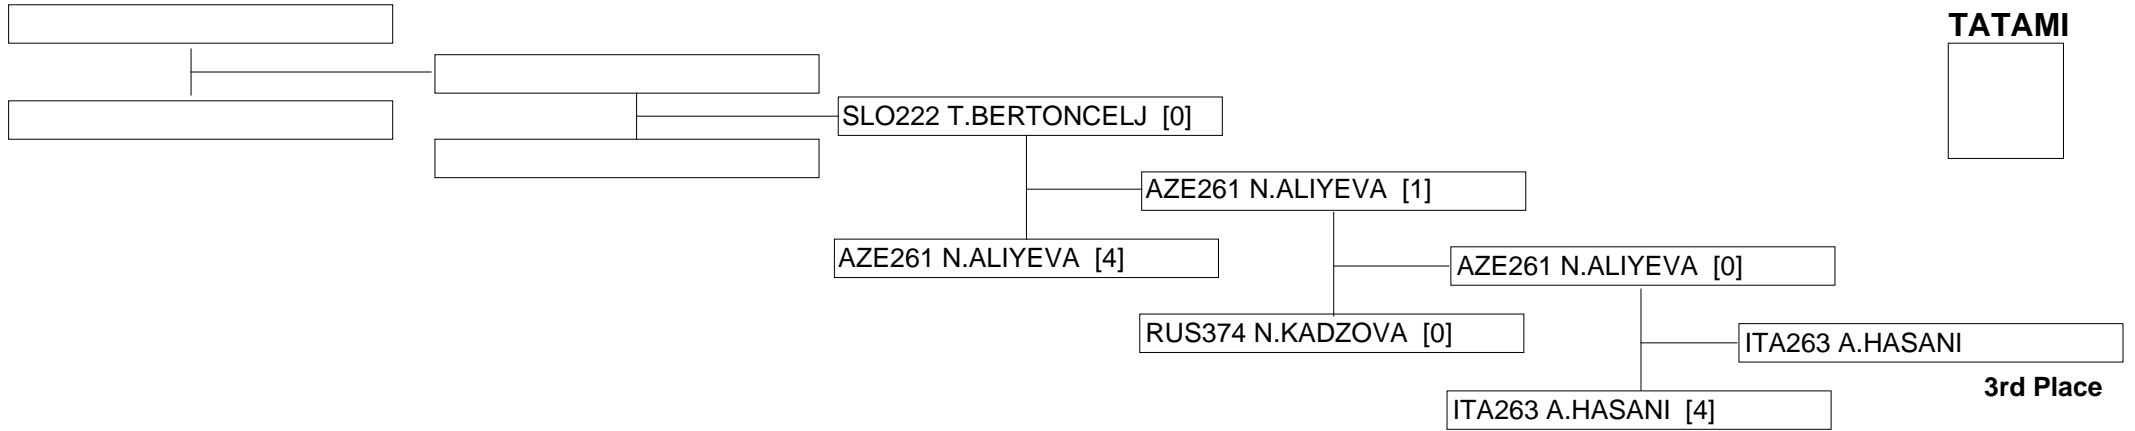 TATAMI
SLO222 T.BERTONCELJ [0]
AZE261 N.ALIYEVA [1]
AZE261 N.ALIYEVA [4]
AZE261 N.ALIYEVA [0]
RUS374 N.KADZOVA [0]
ITA263 A.HASANI
3rd Place
ITA263 A.HASANI [4]